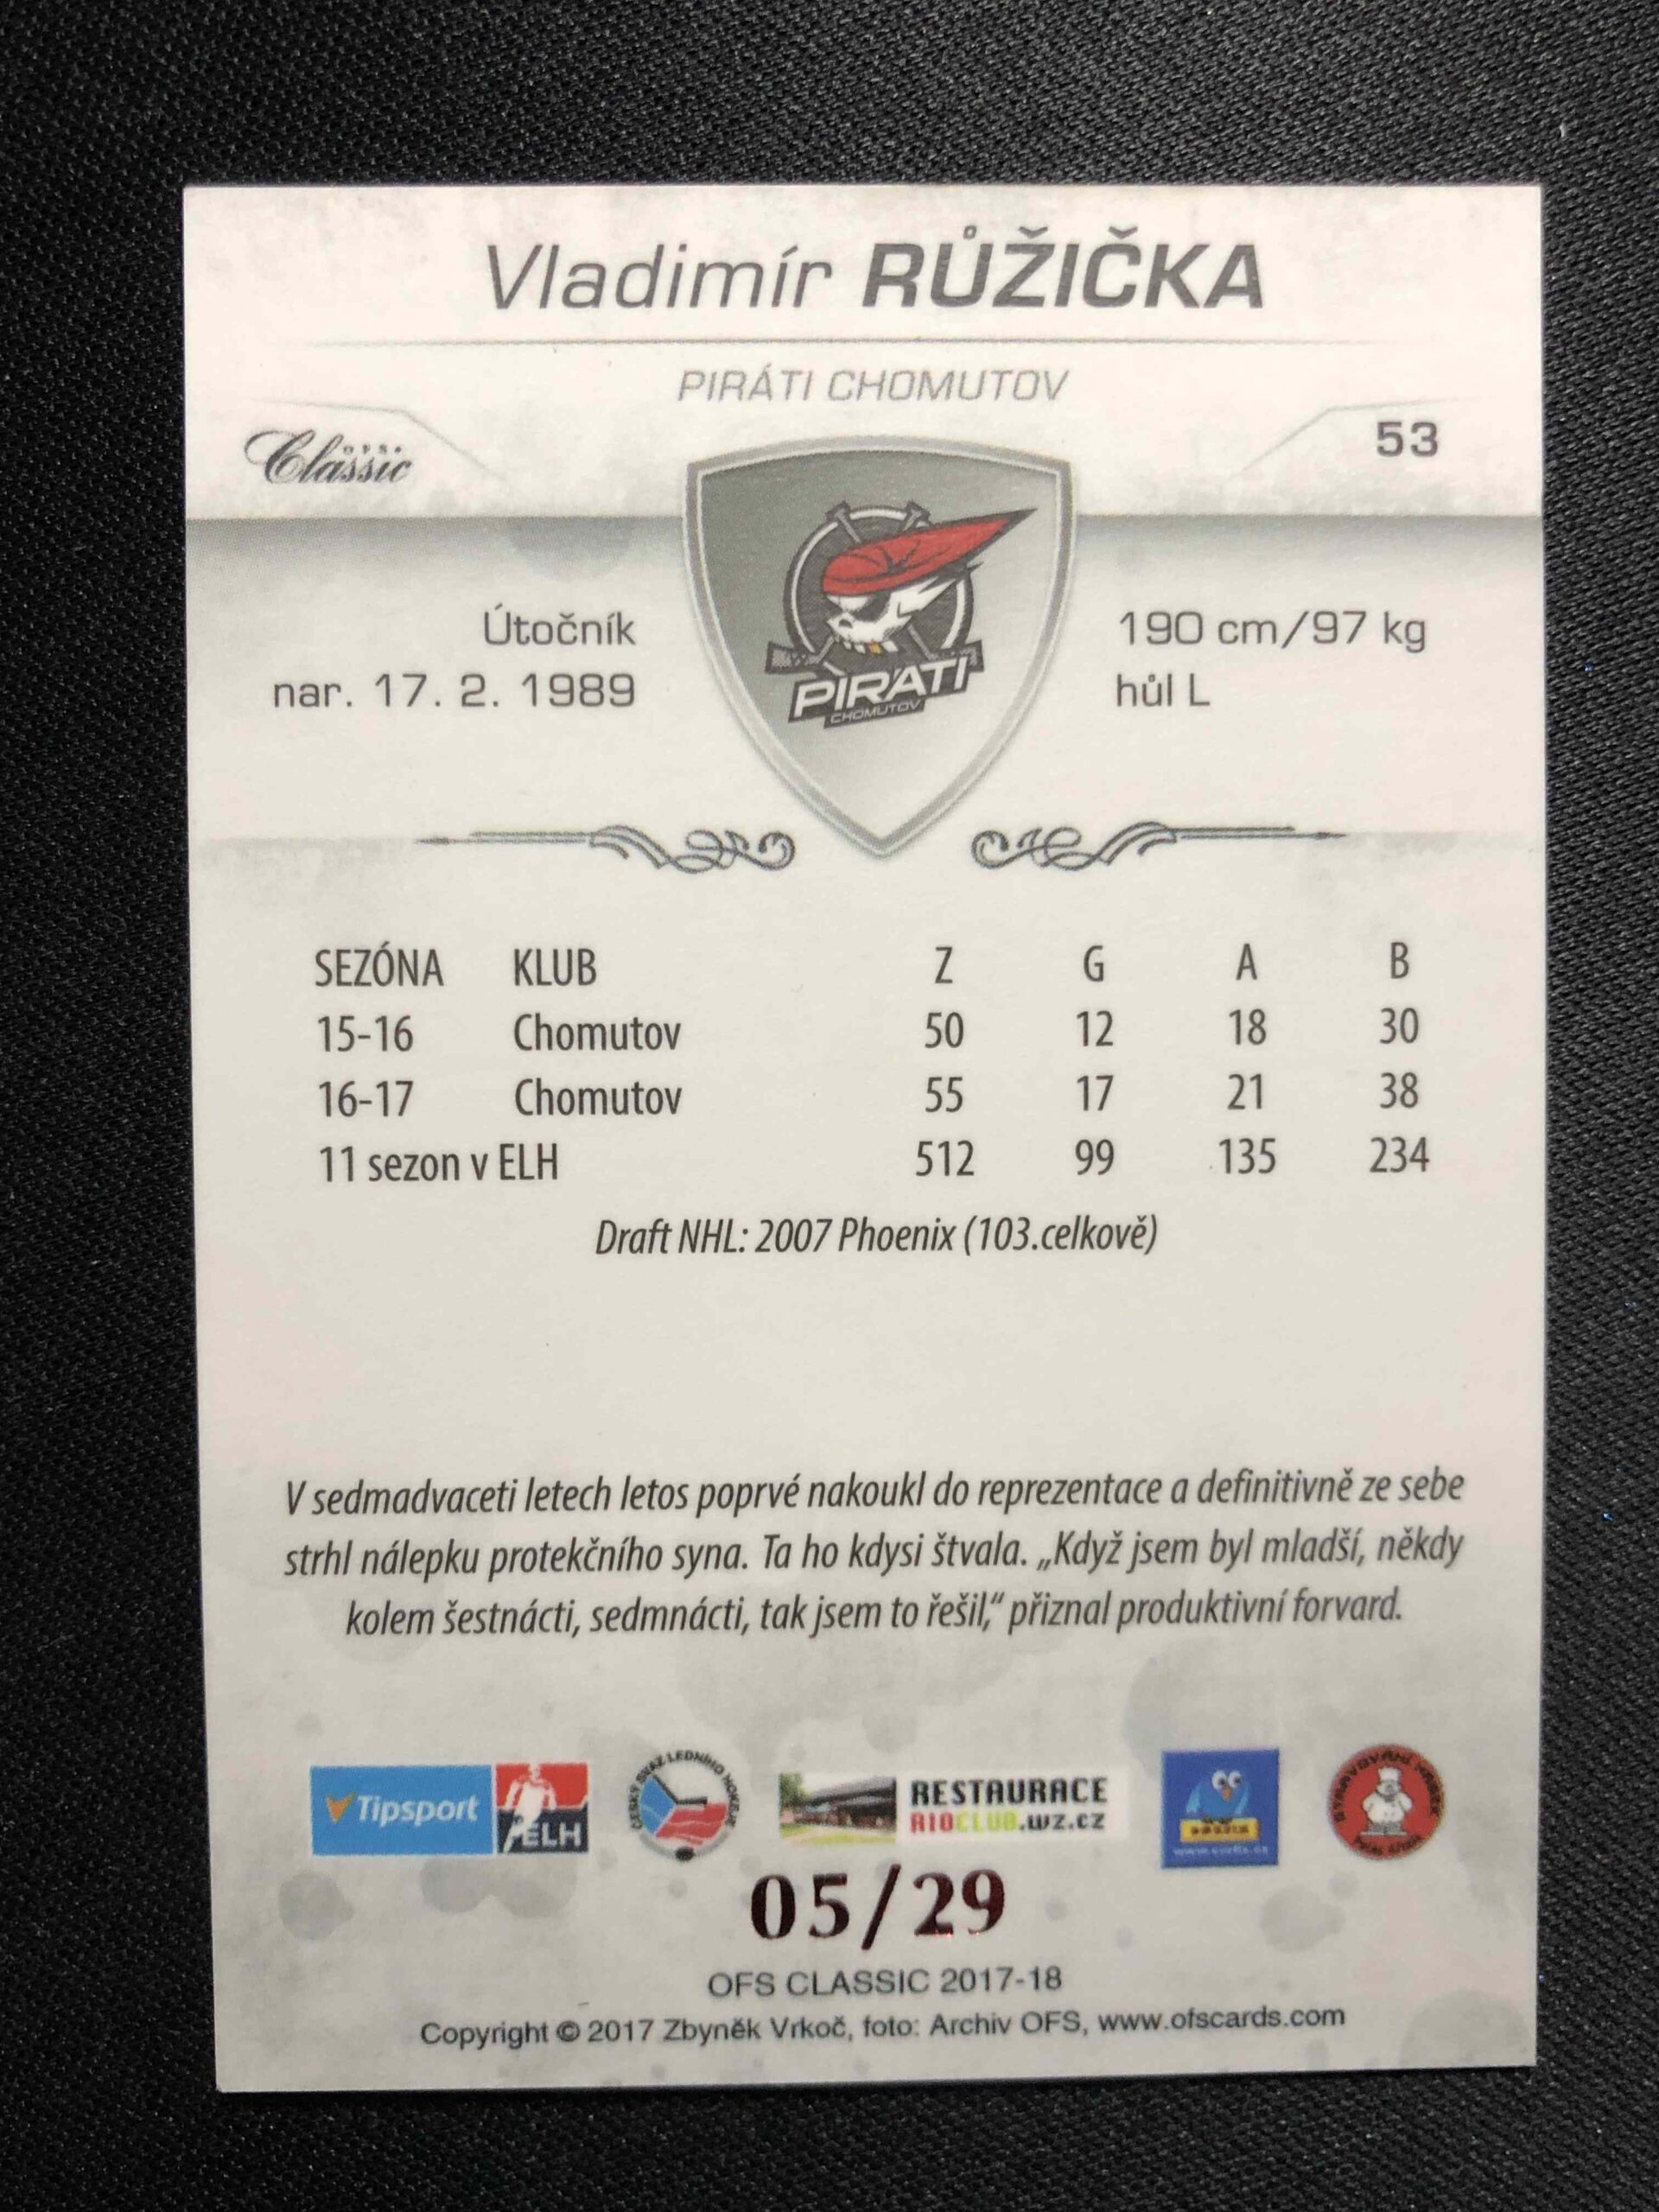 Vladimír RŮŽIČKA
PIRÁTI CHOMUTOV
OFS Classic
53
Útočník
nar. 17. 2. 1989
PIRÁTI
CHOMUTOV
190 cm/97 kg
hůl L
SEZÓNA KLUB Z G A B
15-16 Chomutov 50 12 18 30
16-17 Chomutov 55 17 21 38
11 sezon v ELH 512 99 135 234
Draft NHL: 2007 Phoenix (103.celkově)
V sedmadvaceti letech letos poprvé nakoukl do reprezentace a definitivně ze sebe
strhl nálepku protekčního syna. Ta ho kdysi štvala. „Když jsem byl mladší, někdy
kolem šestnácti, sedmnácti, tak jsem to řešil,“ přiznal produktivní forvard.
Tipsport ELH
ČESKÝ SVAZ LEDNÍHO HOKEJE
RESTAURACE
RIOCLUB.wz.cz
05/29
OFS CLASSIC 2017-18
Copyright © 2017 Zbyněk Vrkoč, foto: Archiv OFS, www.ofscards.com